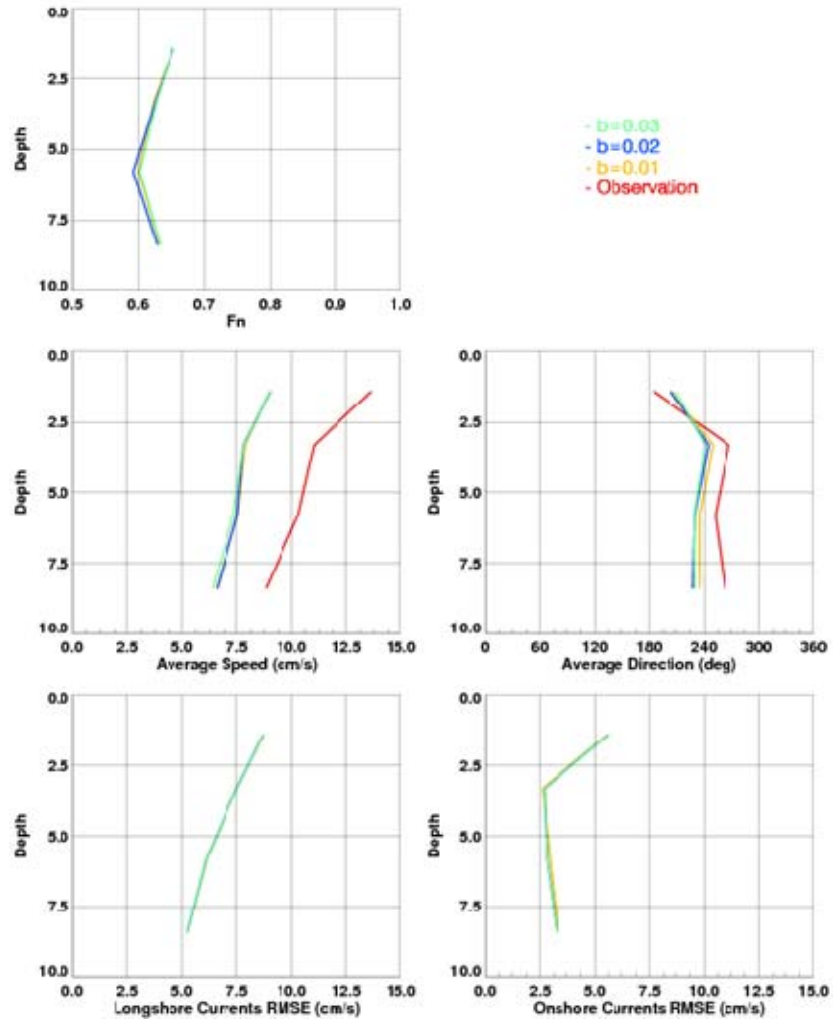 0.0
2.5
5.0
7.5
10.0
Depth
0.5 0.6 0.7 0.8 0.9 1.0
Fn
- b=0.03
- b=0.02
- b=0.01
- Observation
0.0
2.5
5.0
7.5
10.0
Depth
0.0 2.5 5.0 7.5 10.0 12.5 15.0
Average Speed (cm/s)
0.0
2.5
5.0
7.5
10.0
Depth
0 60 120 180 240 300 360
Average Direction (deg)
0.0
2.5
5.0
7.5
10.0
Depth
0.0 2.5 5.0 7.5 10.0 12.5 15.0
Longshore Currents RMSE (cm/s)
0.0
2.5
5.0
7.5
10.0
Depth
0.0 2.5 5.0 7.5 10.0 12.5 15.0
Onshore Currents RMSE (cm/s)